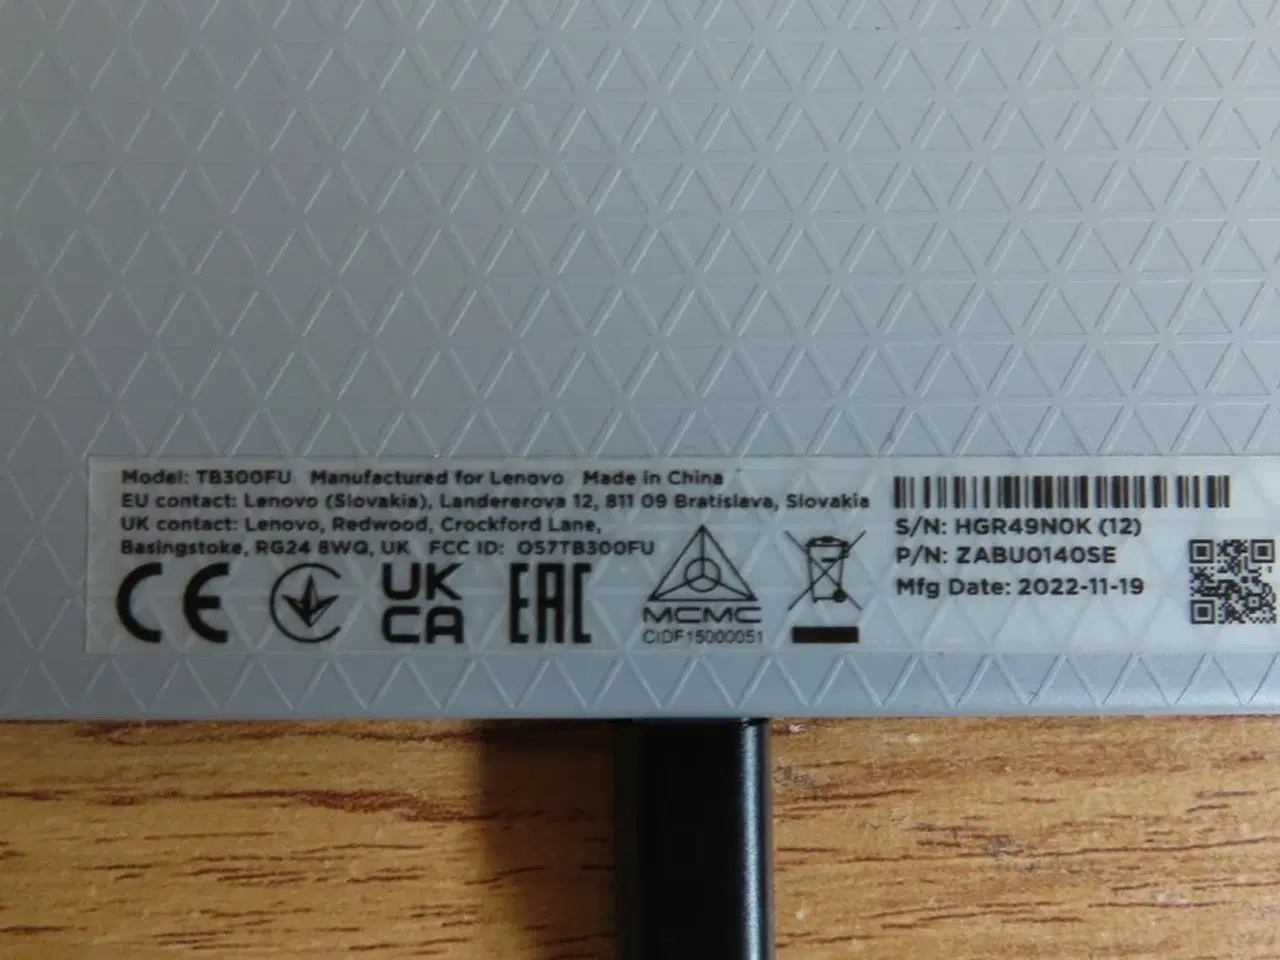 Model: TB300FU Manufactured for Lenovo Made in China
EU contact: Lenovo (Slovakia), Landererova 12, 811 09 Bratislava, Slovakia
UK contact: Lenovo, Redwood, Crockford Lane,
Basingstoke, RG24 8WQ, UK FCC ID: O57TB300FU
CE
UK
CA
EAC
MCMC
CIDF15000051
S/N: HGR49N0K (12)
P/N: ZABU0140SE
Mfg Date: 2022-11-19